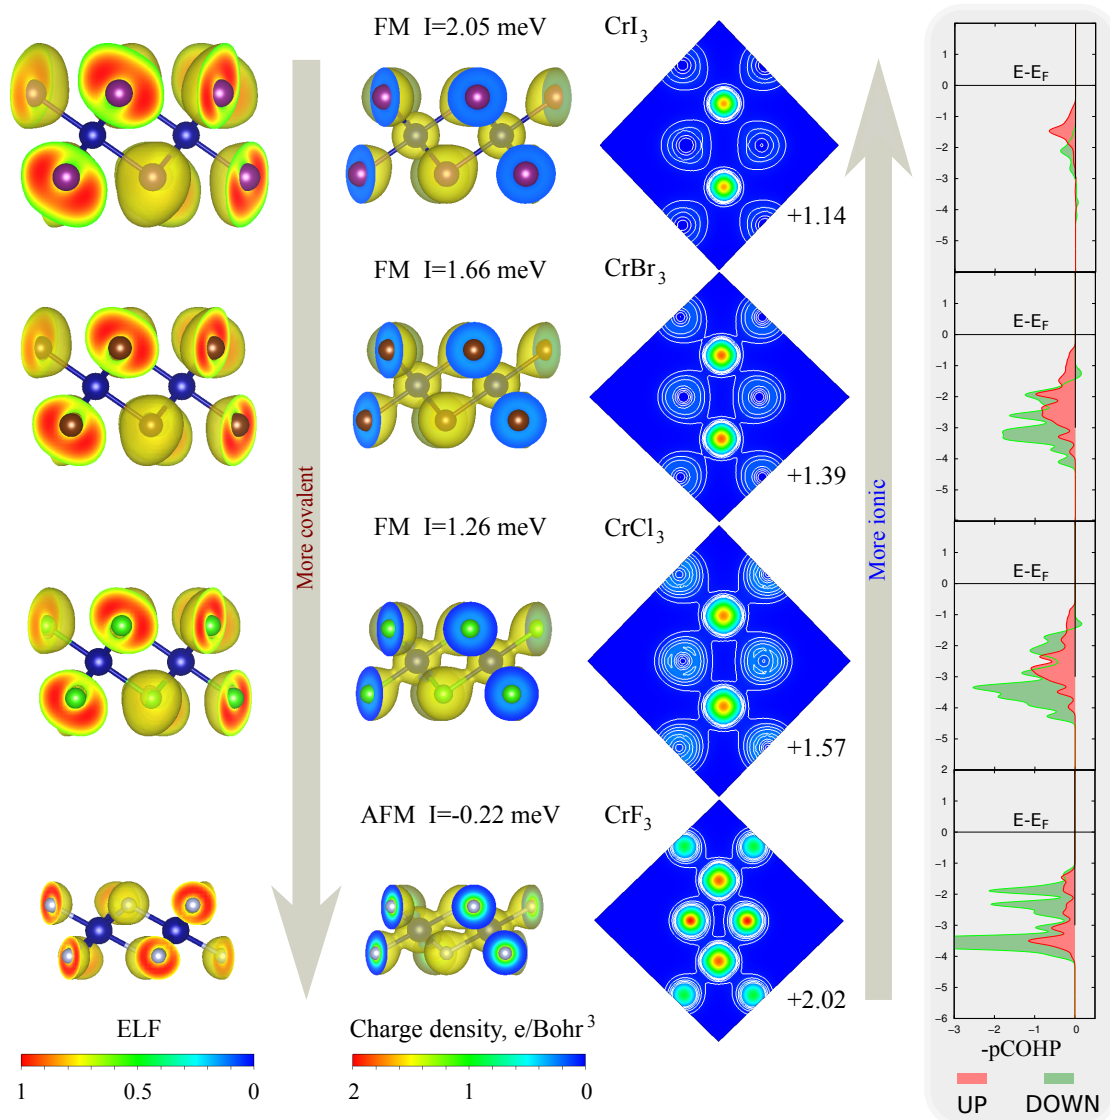 FM I=2.05 meV
CrI3
+1.14
FM I=1.66 meV
CrBr3
+1.39
FM I=1.26 meV
CrCl3
+1.57
AFM I=-0.22 meV
CrF3
+2.02
More covalent
More ionic
ELF
1 0.5 0
Charge density, e/Bohr3
2 1 0
E-EF
1
0
−1
−2
−3
−4
−5
E-EF
1
0
−1
−2
−3
−4
−5
E-EF
1
0
−1
−2
−3
−4
−5
2
E-EF
1
0
−1
−2
−3
−4
−5
−6
−3 −2 −1 0
-pCOHP
UP DOWN